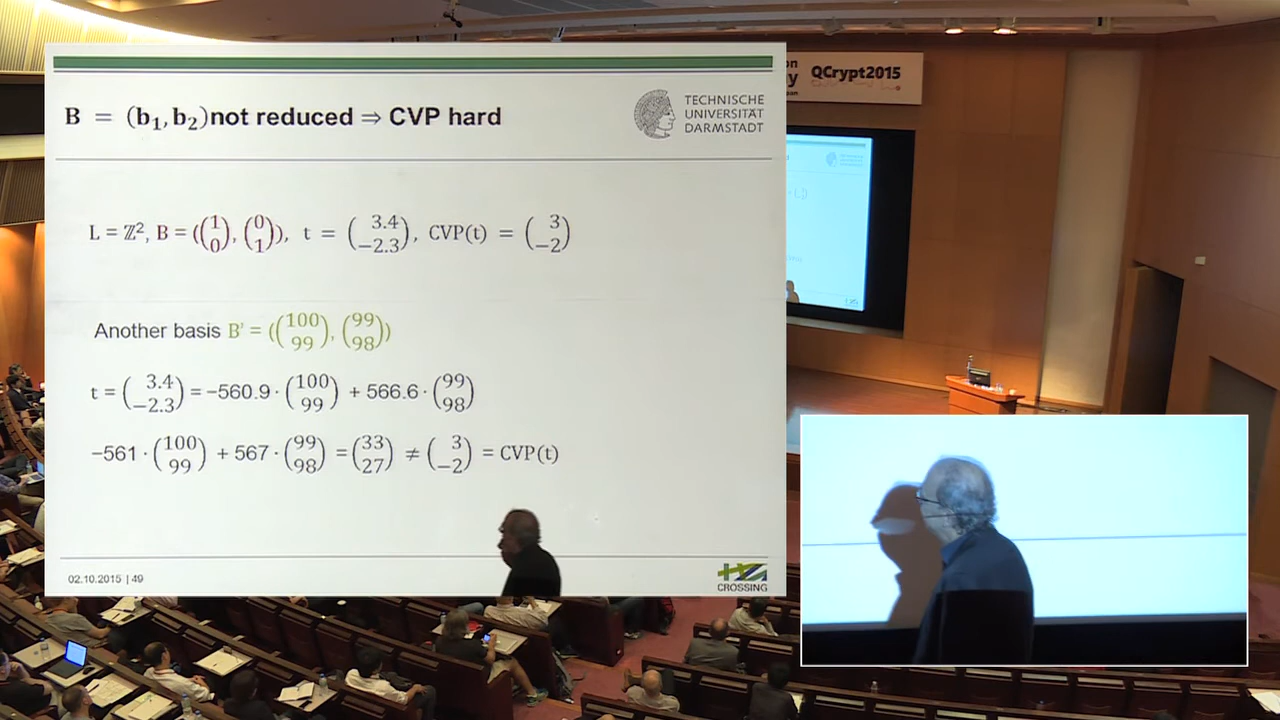 B = (b₁, b₂)not reduced ⇒ CVP hard
TECHNISCHE
UNIVERSITÄT
DARMSTADT
L = ℤ², B = ((1 0), (0 1)), t = (3.4 −2.3), CVP(t) = (3 −2)
Another basis B' = ((100 99), (99 98))
t = (3.4 −2.3) = −560.9 · (100 99) + 566.6 · (99 98)
−561 · (100 99) + 567 · (99 98) = (33 27) ≠ (3 −2) = CVP(t)
02.10.2015 | 49
CROSSING
QCrypt2015